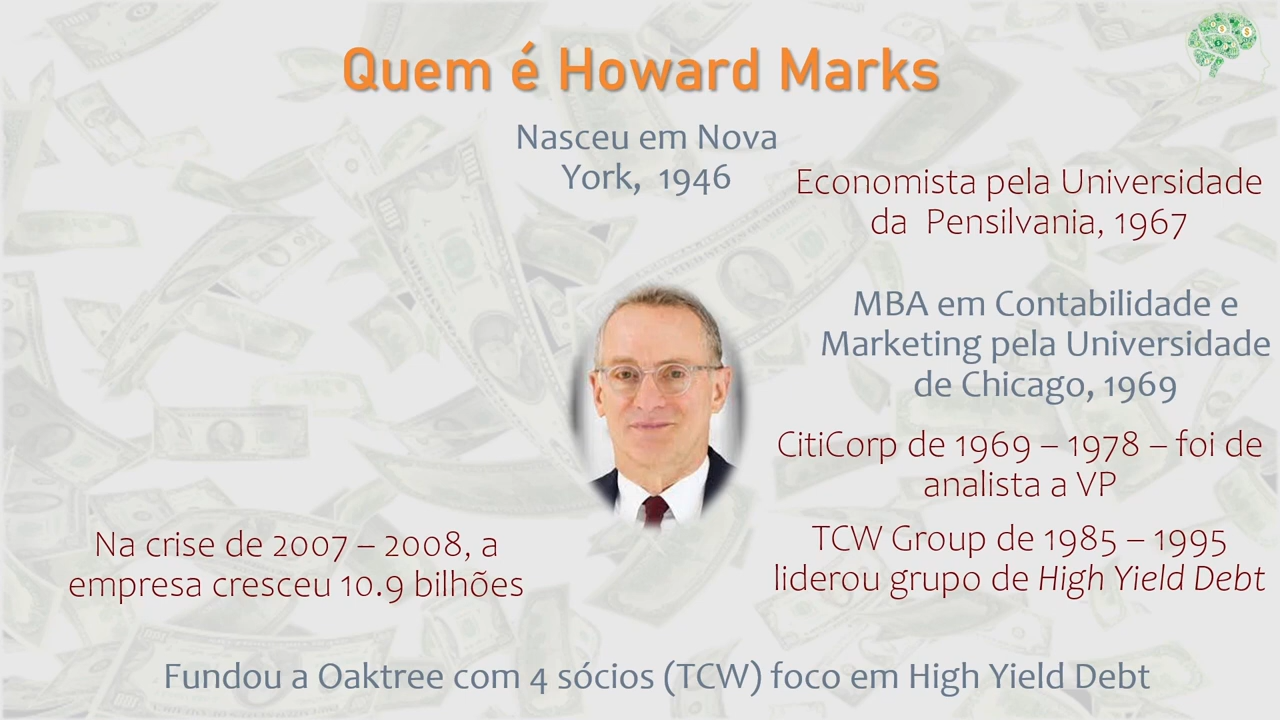 Quem é Howard Marks
Nasceu em Nova
York, 1946
Economista pela Universidade
da Pensilvania, 1967
MBA em Contabilidade e
Marketing pela Universidade
de Chicago, 1969
CitiCorp de 1969 – 1978 – foi de
analista a VP
TCW Group de 1985 – 1995
liderou grupo de High Yield Debt
Fundou a Oaktree com 4 sócios (TCW) foco em High Yield Debt
Na crise de 2007 – 2008, a
empresa cresceu 10.9 bilhões